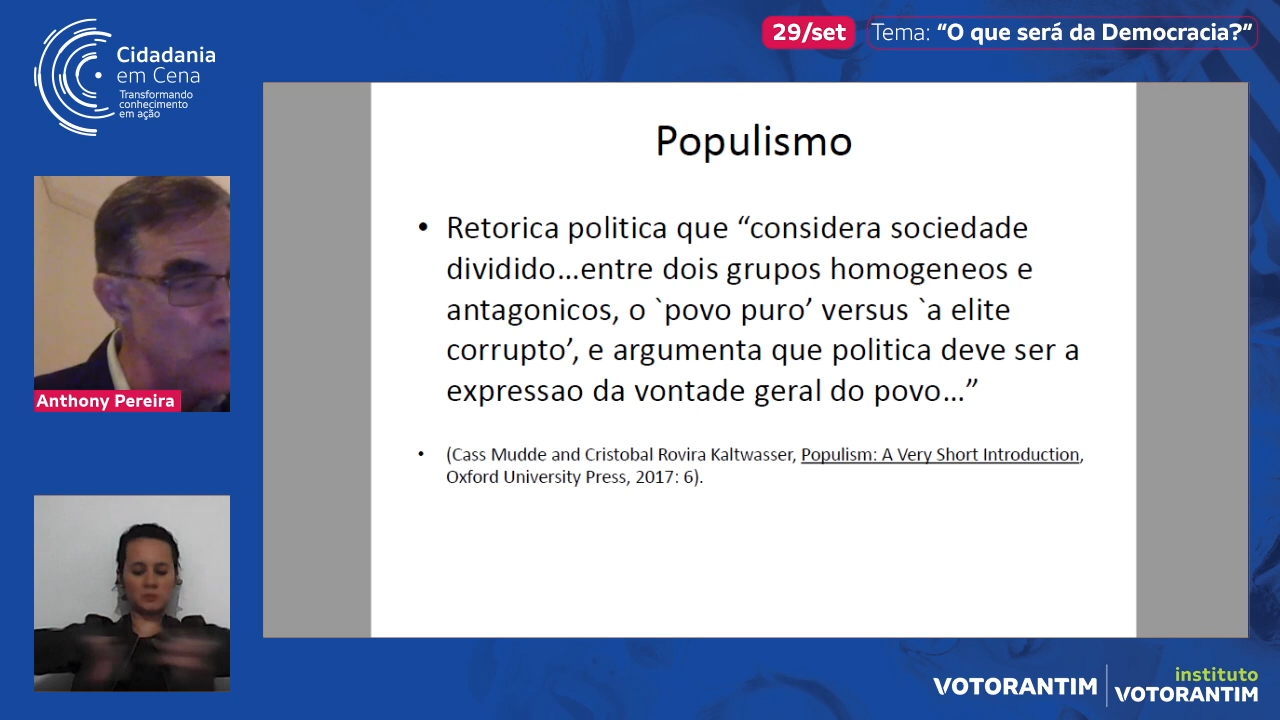 Cidadania
em Cena
Transformando
conhecimento
em ação
29/set
Tema: “O que será da Democracia?”
Populismo
• Retorica politica que “considera sociedade
dividido...entre dois grupos homogeneos e
antagonicos, o `povo puro’ versus `a elite
corrupto’, e argumenta que politica deve ser a
expressao da vontade geral do povo...”
• (Cass Mudde and Cristobal Rovira Kaltwasser, Populism: A Very Short Introduction,
Oxford University Press, 2017: 6).
Anthony Pereira
VOTORANTIM
instituto
VOTORANTIM